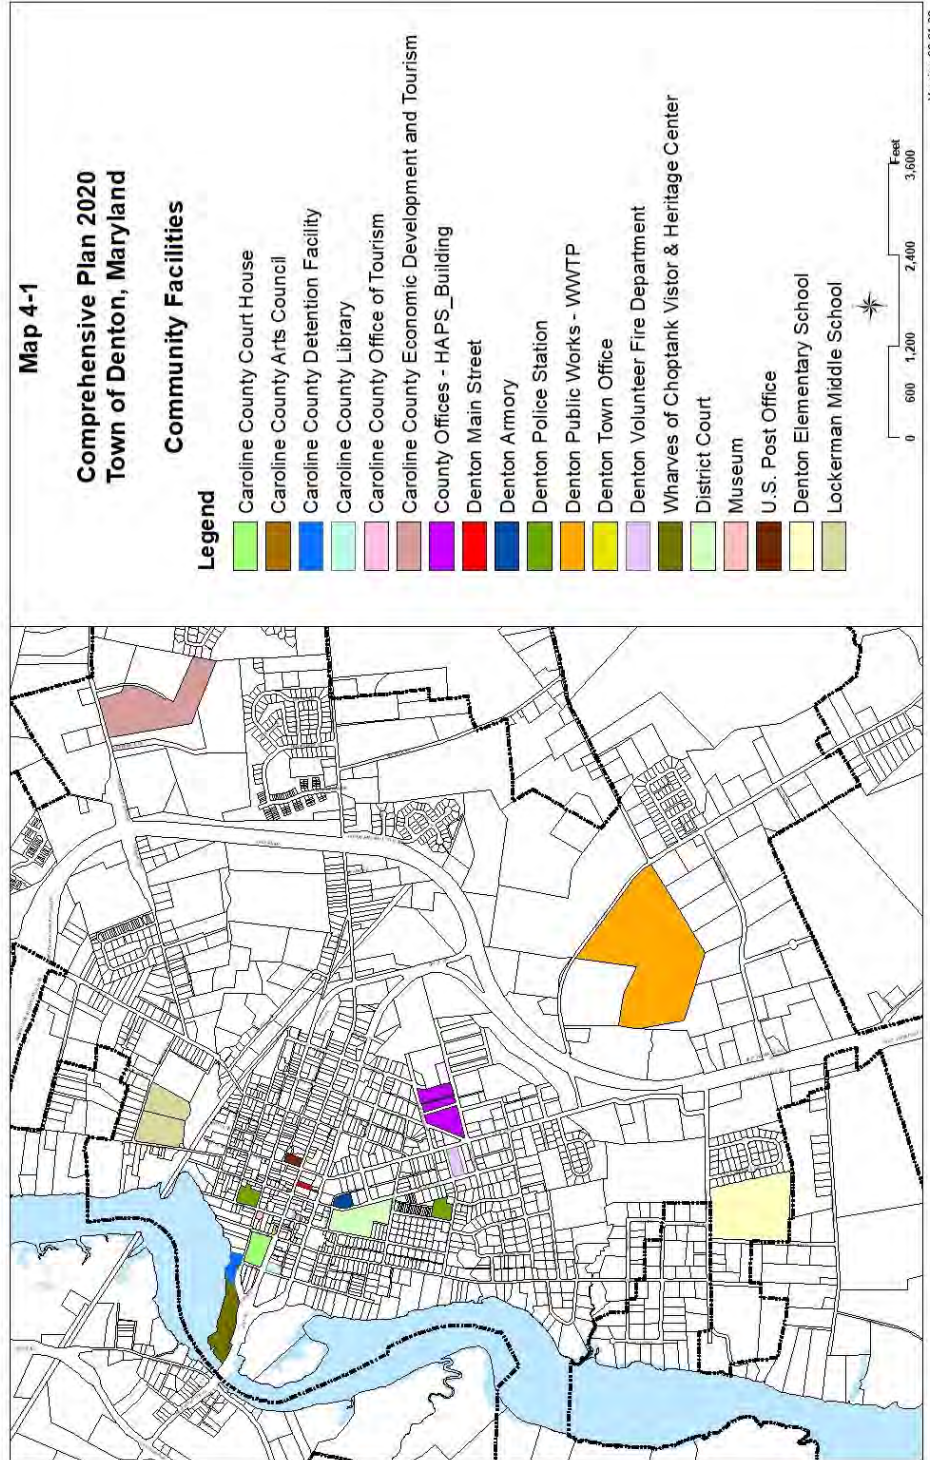 Map 4-1
Comprehensive Plan 2020
Town of Denton, Maryland
Community Facilities
Legend
Caroline County Court House
Caroline County Arts Council
Caroline County Detention Facility
Caroline County Library
Caroline County Office of Tourism
Caroline County Economic Development and Tourism
County Offices - HAPS_Building
Denton Main Street
Denton Armory
Denton Police Station
Denton Public Works - WWTP
Denton Town Office
Denton Volunteer Fire Department
Wharves of Choptank Vistor & Heritage Center
District Court
Museum
U.S. Post Office
Denton Elementary School
Lockerman Middle School
Feet
0 600 1,200 2,400 3,600